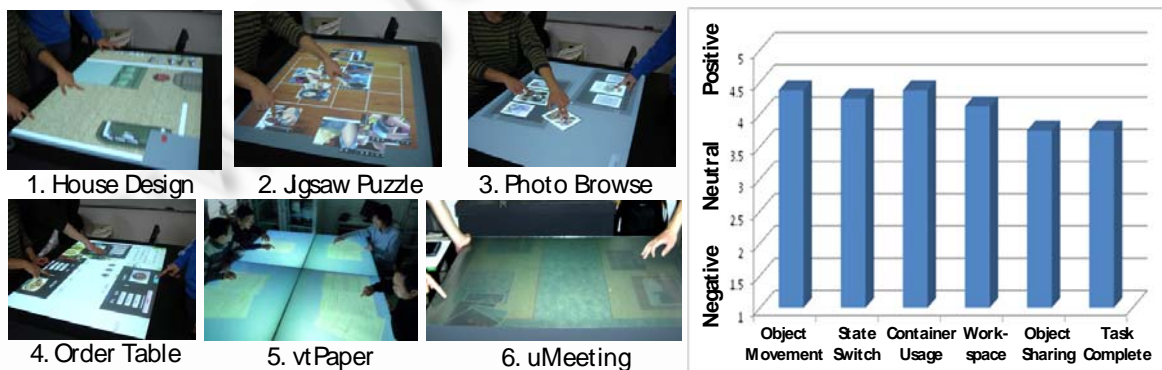 1. House Design
2. Jigsaw Puzzle
3. Photo Browse
4. Order Table
5. vtPaper
6. uMeeting
Positive
Neutral
Negative
5
4.5
4
3.5
3
2.5
2
1.5
1
Object Movement
State Switch
Container Usage
Work-space
Object Sharing
Task Complete